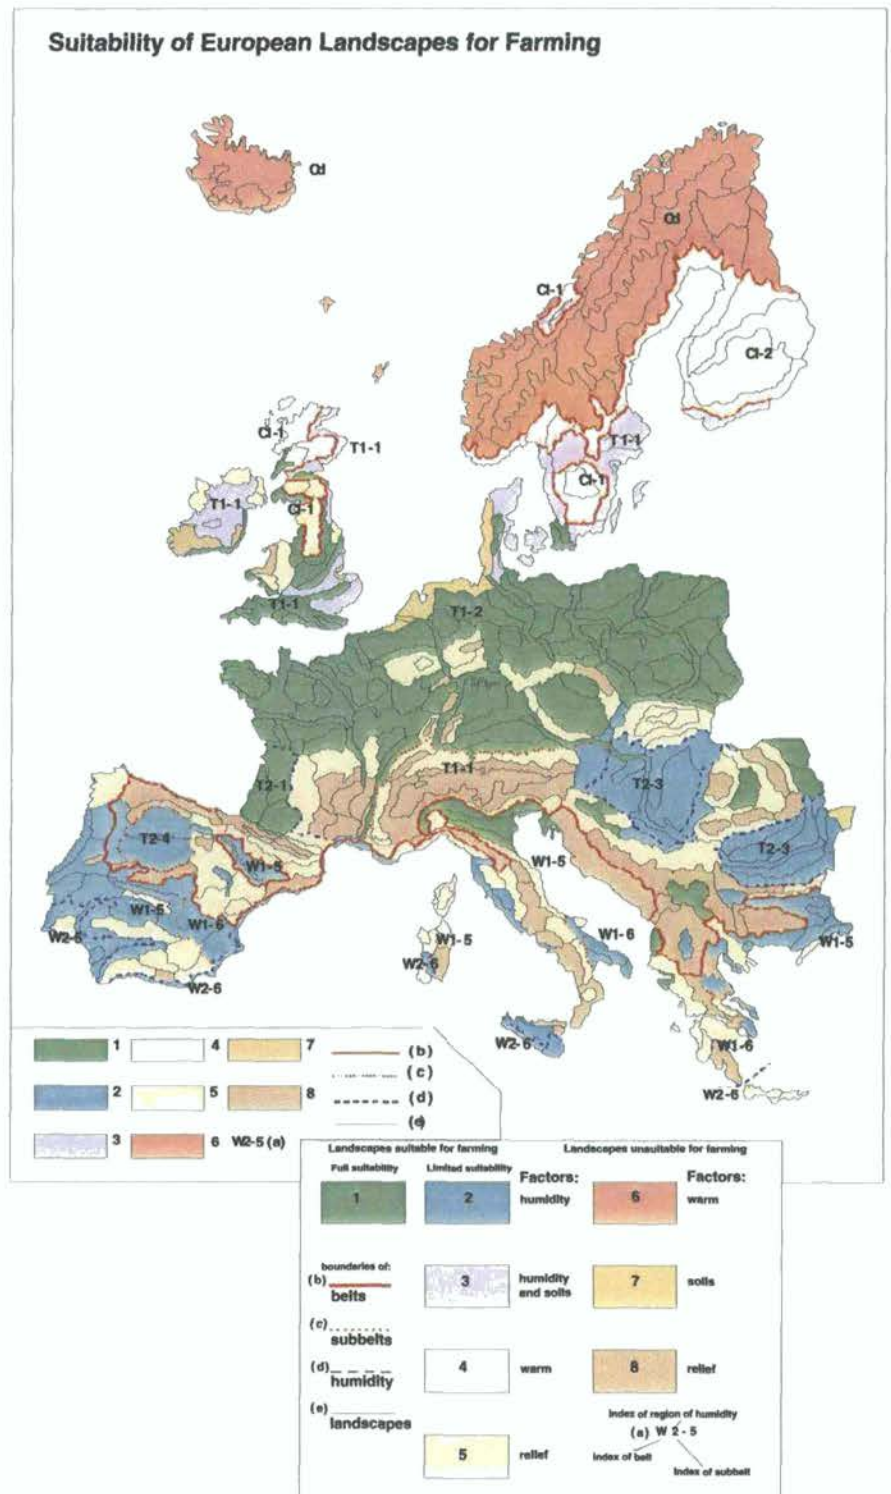 Suitability of European Landscapes for Farming
Cd
Cd
Cl-1
Cl-2
Cl-1
T1-1
T1-1
Cl-1
T1-1
Cl-1
T1-1
T1-2
T2-1
T1-1
T2-3
T2-4
W1-5
T2-3
W1-5
W1-5
W1-6
W2-5
W1-5
W1-6
W1-5
W2-6
W2-6
W2-6
W1-6
W2-6
1 4 7 (b)
(c)
2 5 8 (d)
(e)
3 6 W2-5 (a)
Landscapes suitable for farming
Landscapes unsuitable for farming
Full suitability
Limited suitability
Factors:
Factors:
1
2
humidity
6
warm
boundaries of:
(b)
belts
3
humidity
and soils
7
soils
(c)
subbelts
(d)
humidity
4
warm
8
relief
(e)
landscapes
Index of region of humidity
(a) W 2 - 5
Index of belt
Index of subbelt
5
relief